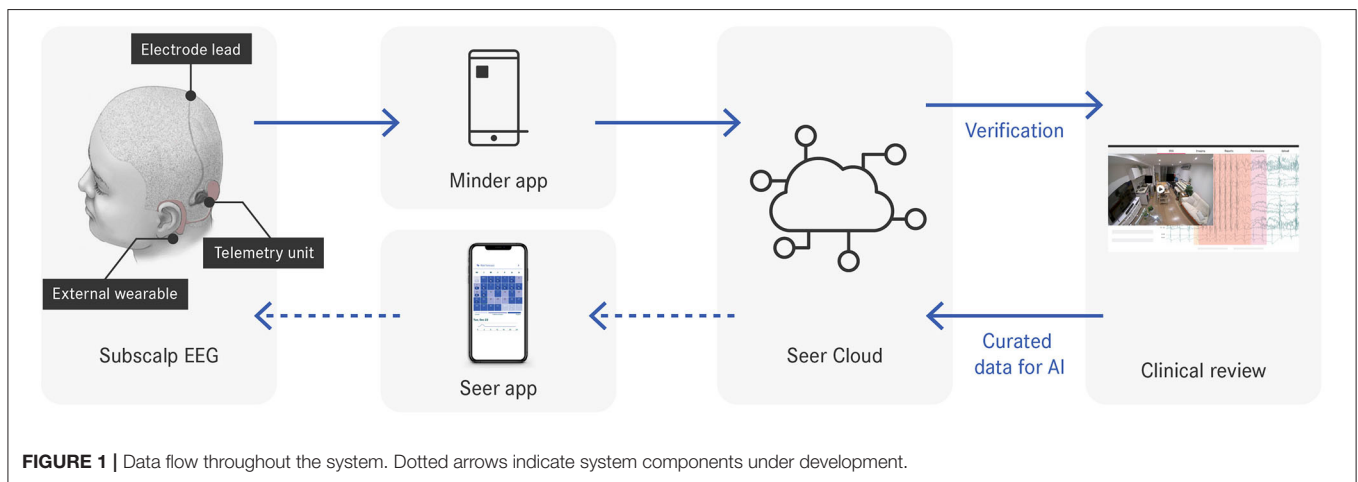 Electrode lead
Telemetry unit
External wearable
Subscalp EEG
Minder app
Seer app
Seer Cloud
Verification
Curated
data for AI
Clinical review
FIGURE 1 | Data flow throughout the system. Dotted arrows indicate system components under development.